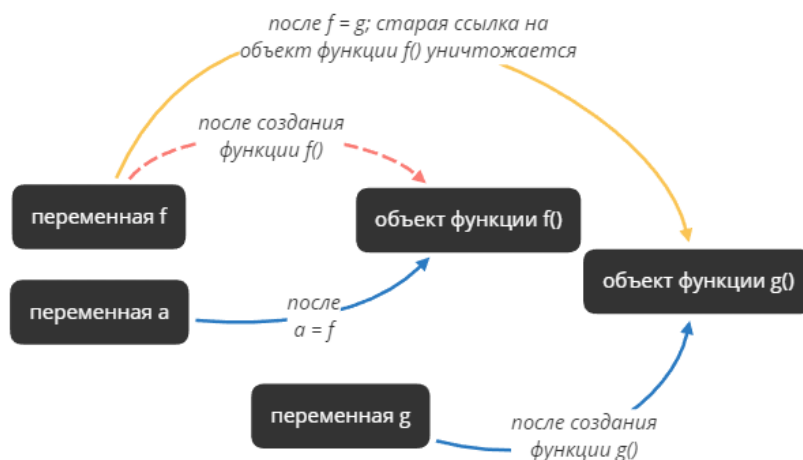 после f = g; старая ссылка на
объект функции f() уничтожается
после создания
функции f()
переменная f
объект функции f()
объект функции g()
переменная a
после
a = f
переменная g
после создания
функции g()